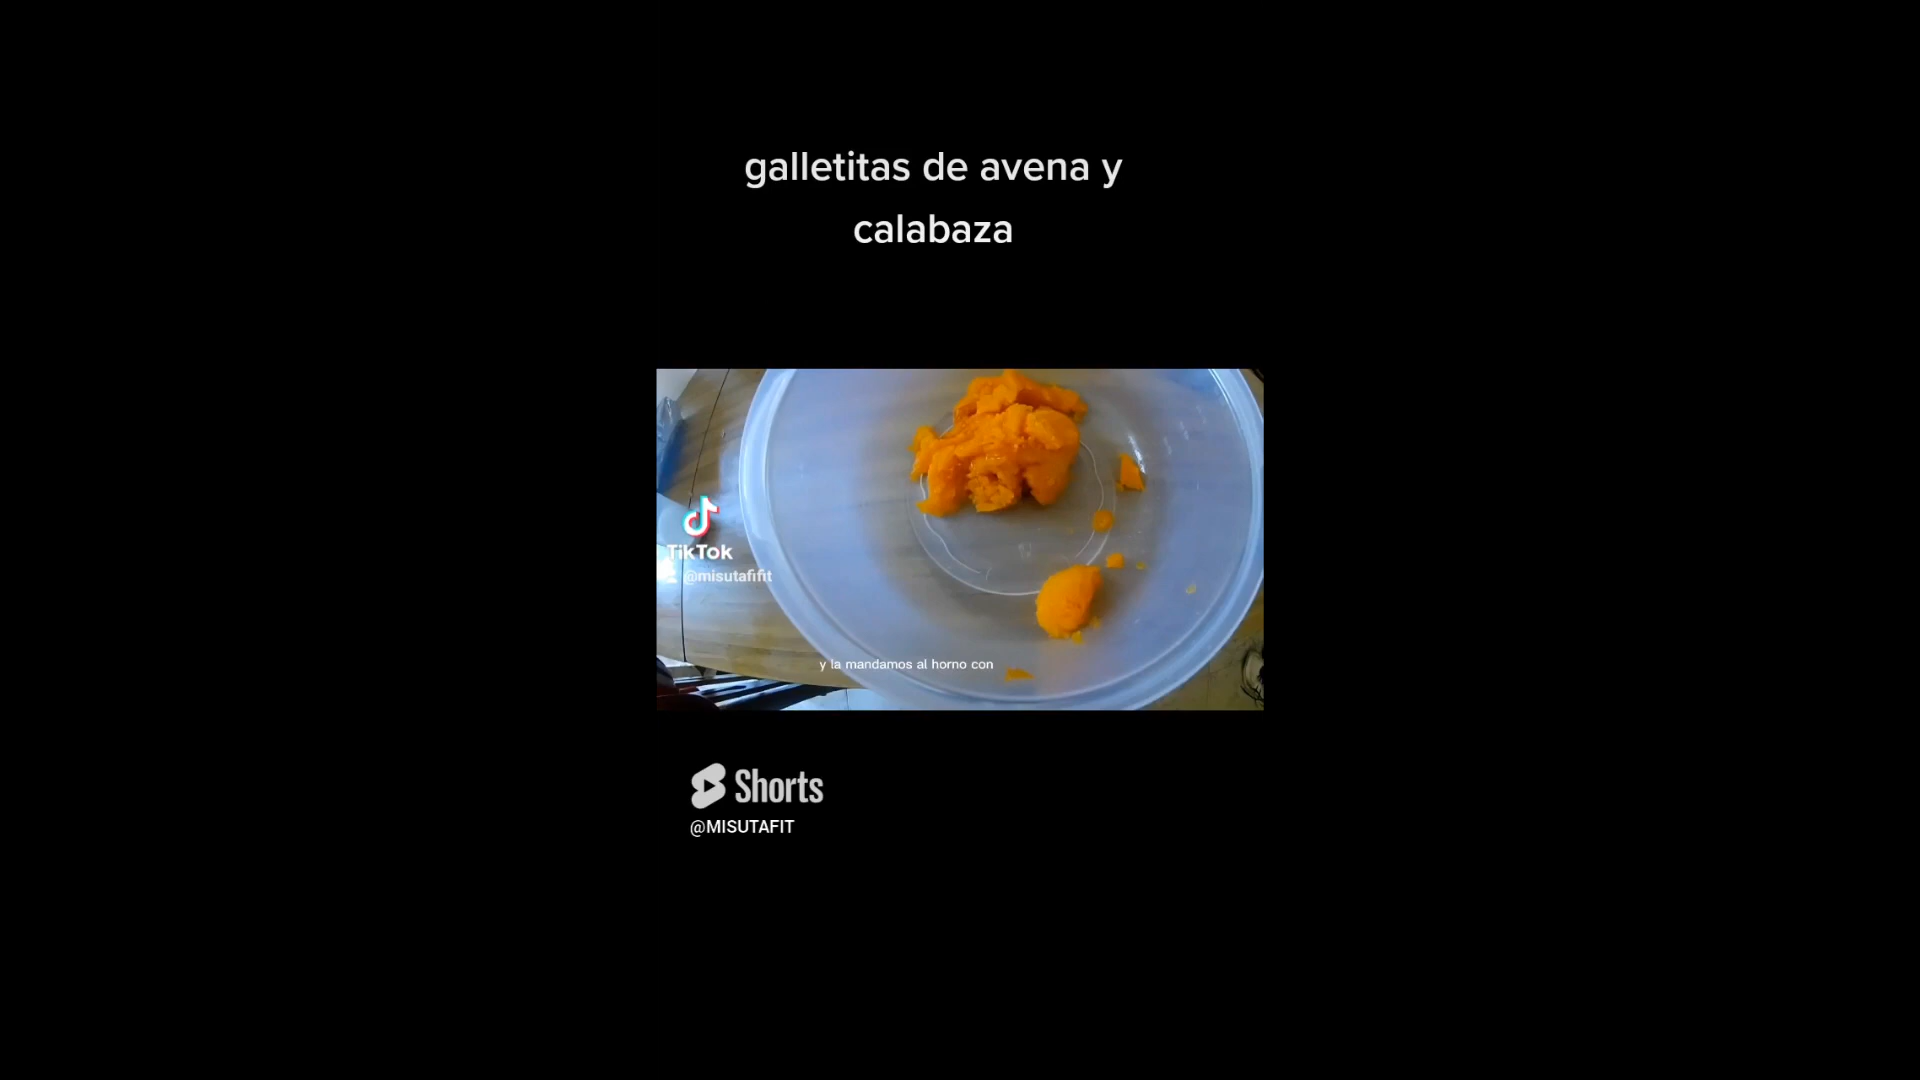 galletitas de avena y
calabaza
TikTok
@misutafifit
y la mandamos al horno con
Shorts
@MISUTAFIT